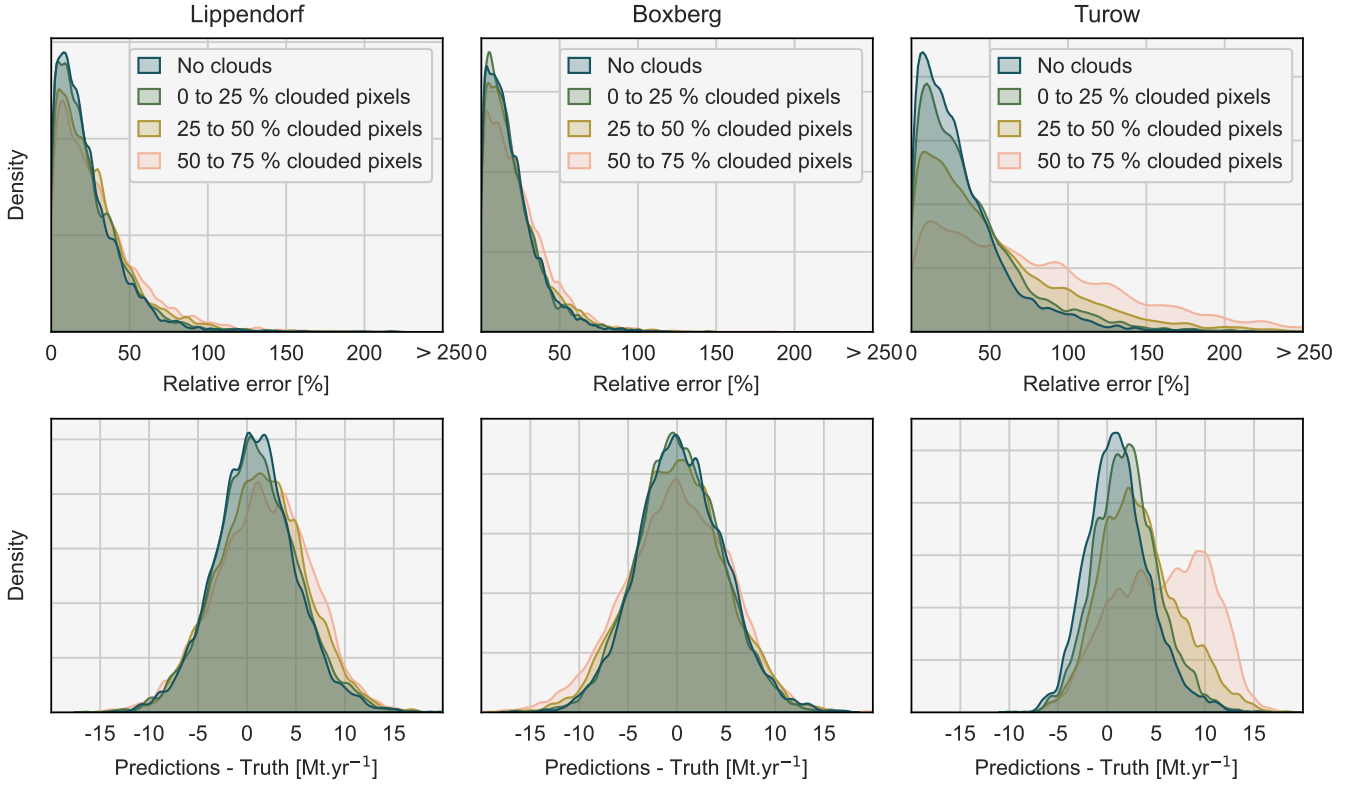 Lippendorf
Boxberg
Turow
Density
No clouds
0 to 25 % clouded pixels
25 to 50 % clouded pixels
50 to 75 % clouded pixels
No clouds
0 to 25 % clouded pixels
25 to 50 % clouded pixels
50 to 75 % clouded pixels
No clouds
0 to 25 % clouded pixels
25 to 50 % clouded pixels
50 to 75 % clouded pixels
0 50 100 150 200 > 250
0 50 100 150 200 > 250
0 50 100 150 200 > 250
Relative error [%]
Relative error [%]
Relative error [%]
Density
-15 -10 -5 0 5 10 15
-15 -10 -5 0 5 10 15
-15 -10 -5 0 5 10 15
Predictions - Truth [Mt.yr⁻¹]
Predictions - Truth [Mt.yr⁻¹]
Predictions - Truth [Mt.yr⁻¹]